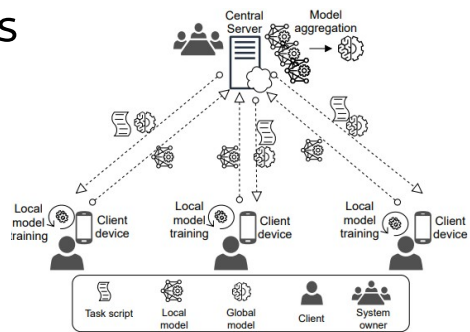 s
Central
Server
Model
aggregation
Local
model
training
Client
device
Local
model
training
Client
device
Local
model
training
Client
device
Task script
Local
model
Global
model
Client
System
owner